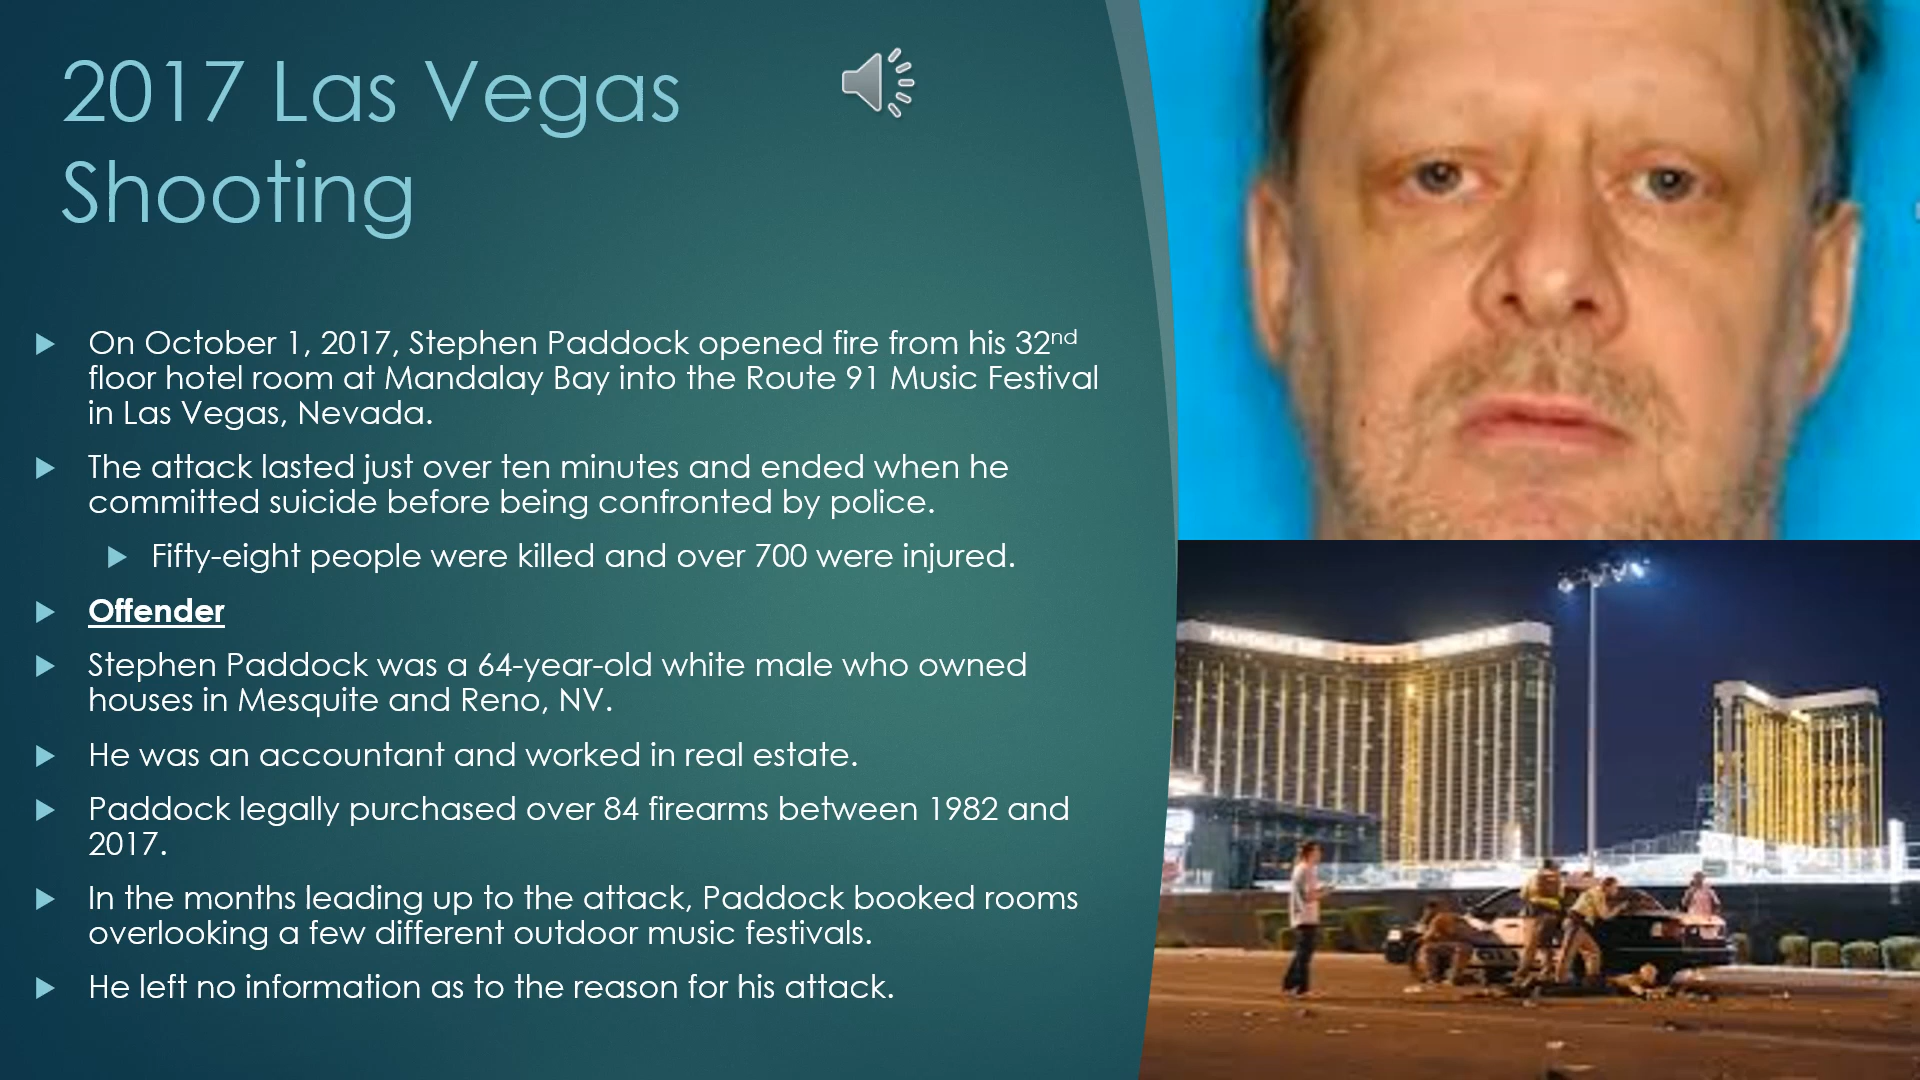 2017 Las Vegas
Shooting
On October 1, 2017, Stephen Paddock opened fire from his 32nd
floor hotel room at Mandalay Bay into the Route 91 Music Festival
in Las Vegas, Nevada.
The attack lasted just over ten minutes and ended when he
committed suicide before being confronted by police.
Fifty-eight people were killed and over 700 were injured.
Offender
Stephen Paddock was a 64-year-old white male who owned
houses in Mesquite and Reno, NV.
He was an accountant and worked in real estate.
Paddock legally purchased over 84 firearms between 1982 and
2017.
In the months leading up to the attack, Paddock booked rooms
overlooking a few different outdoor music festivals.
He left no information as to the reason for his attack.